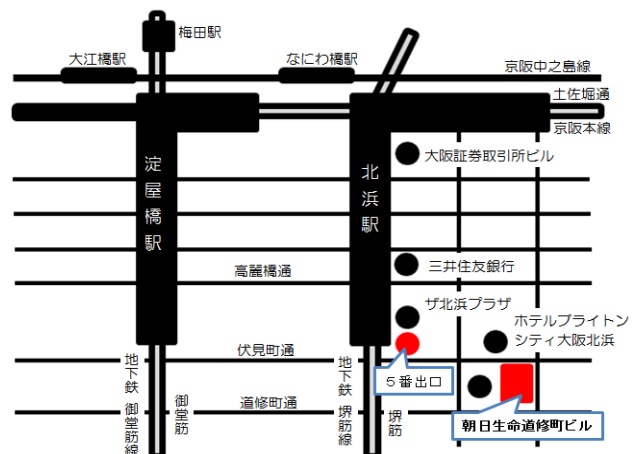 梅田駅
大江橋駅
なにわ橋駅
京阪中之島線
土佐堀通
京阪本線
大阪証券取引所ビル
淀屋橋駅
北浜駅
三井住友銀行
高麗橋通
ザ北浜プラザ
ホテルブライトン
シティ大阪北浜
伏見町通
地下鉄 御堂筋線
御堂筋
地下鉄 堺筋線
堺筋
5番出口
道修町通
朝日生命道修町ビル